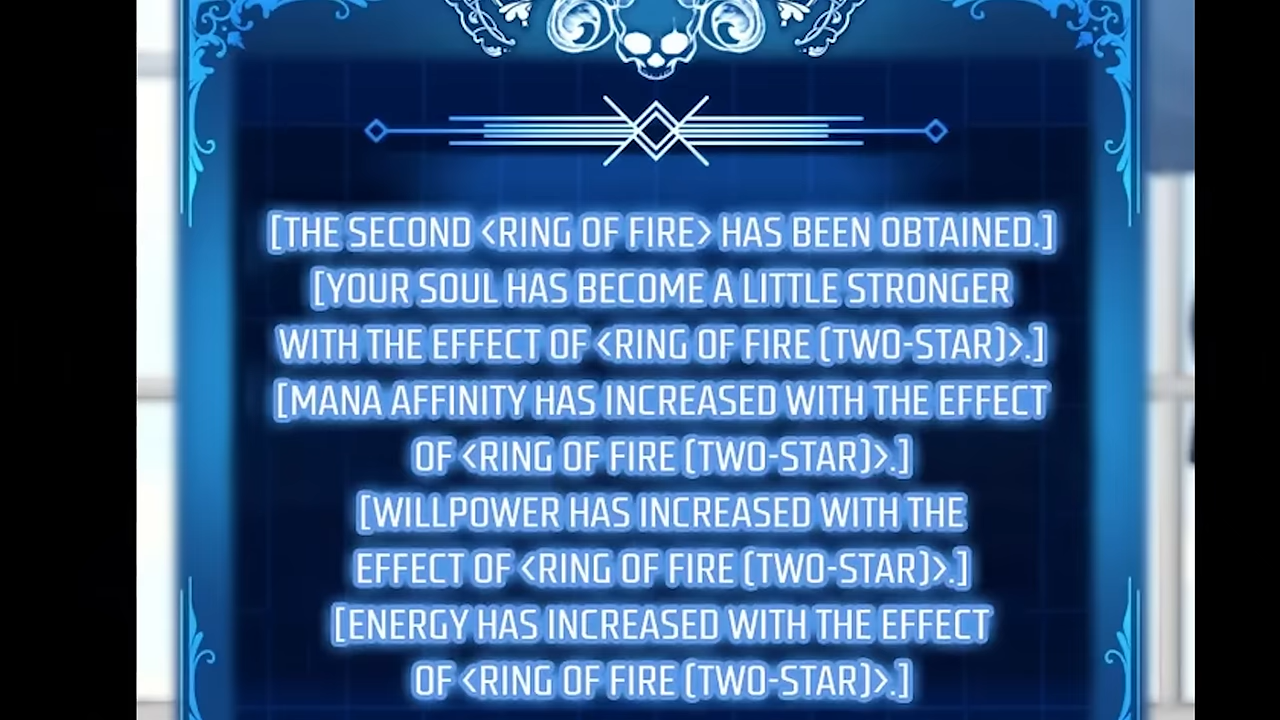 [THE SECOND <RING OF FIRE> HAS BEEN OBTAINED.]
[YOUR SOUL HAS BECOME A LITTLE STRONGER
WITH THE EFFECT OF <RING OF FIRE (TWO-STAR)>.]
[MANA AFFINITY HAS INCREASED WITH THE EFFECT
OF <RING OF FIRE (TWO-STAR)>.]
[WILLPOWER HAS INCREASED WITH THE
EFFECT OF <RING OF FIRE (TWO-STAR)>.]
[ENERGY HAS INCREASED WITH THE EFFECT
OF <RING OF FIRE (TWO-STAR)>.]